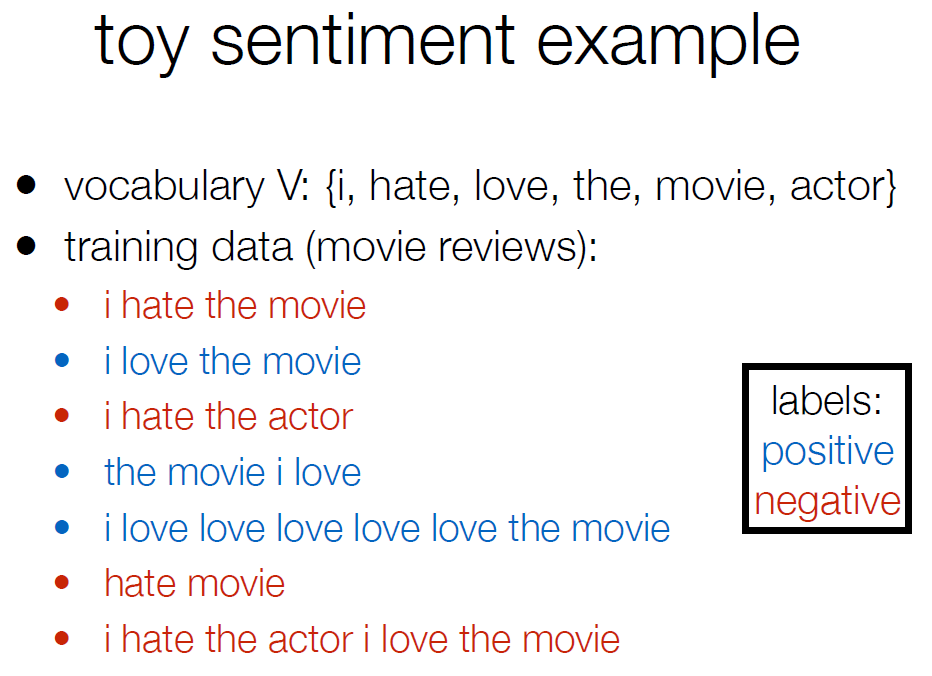 toy sentiment example
• vocabulary V: {i, hate, love, the, movie, actor}
• training data (movie reviews):
• i hate the movie
• i love the movie
• i hate the actor
• the movie i love
• i love love love love love the movie
• hate movie
• i hate the actor i love the movie
labels:
positive
negative